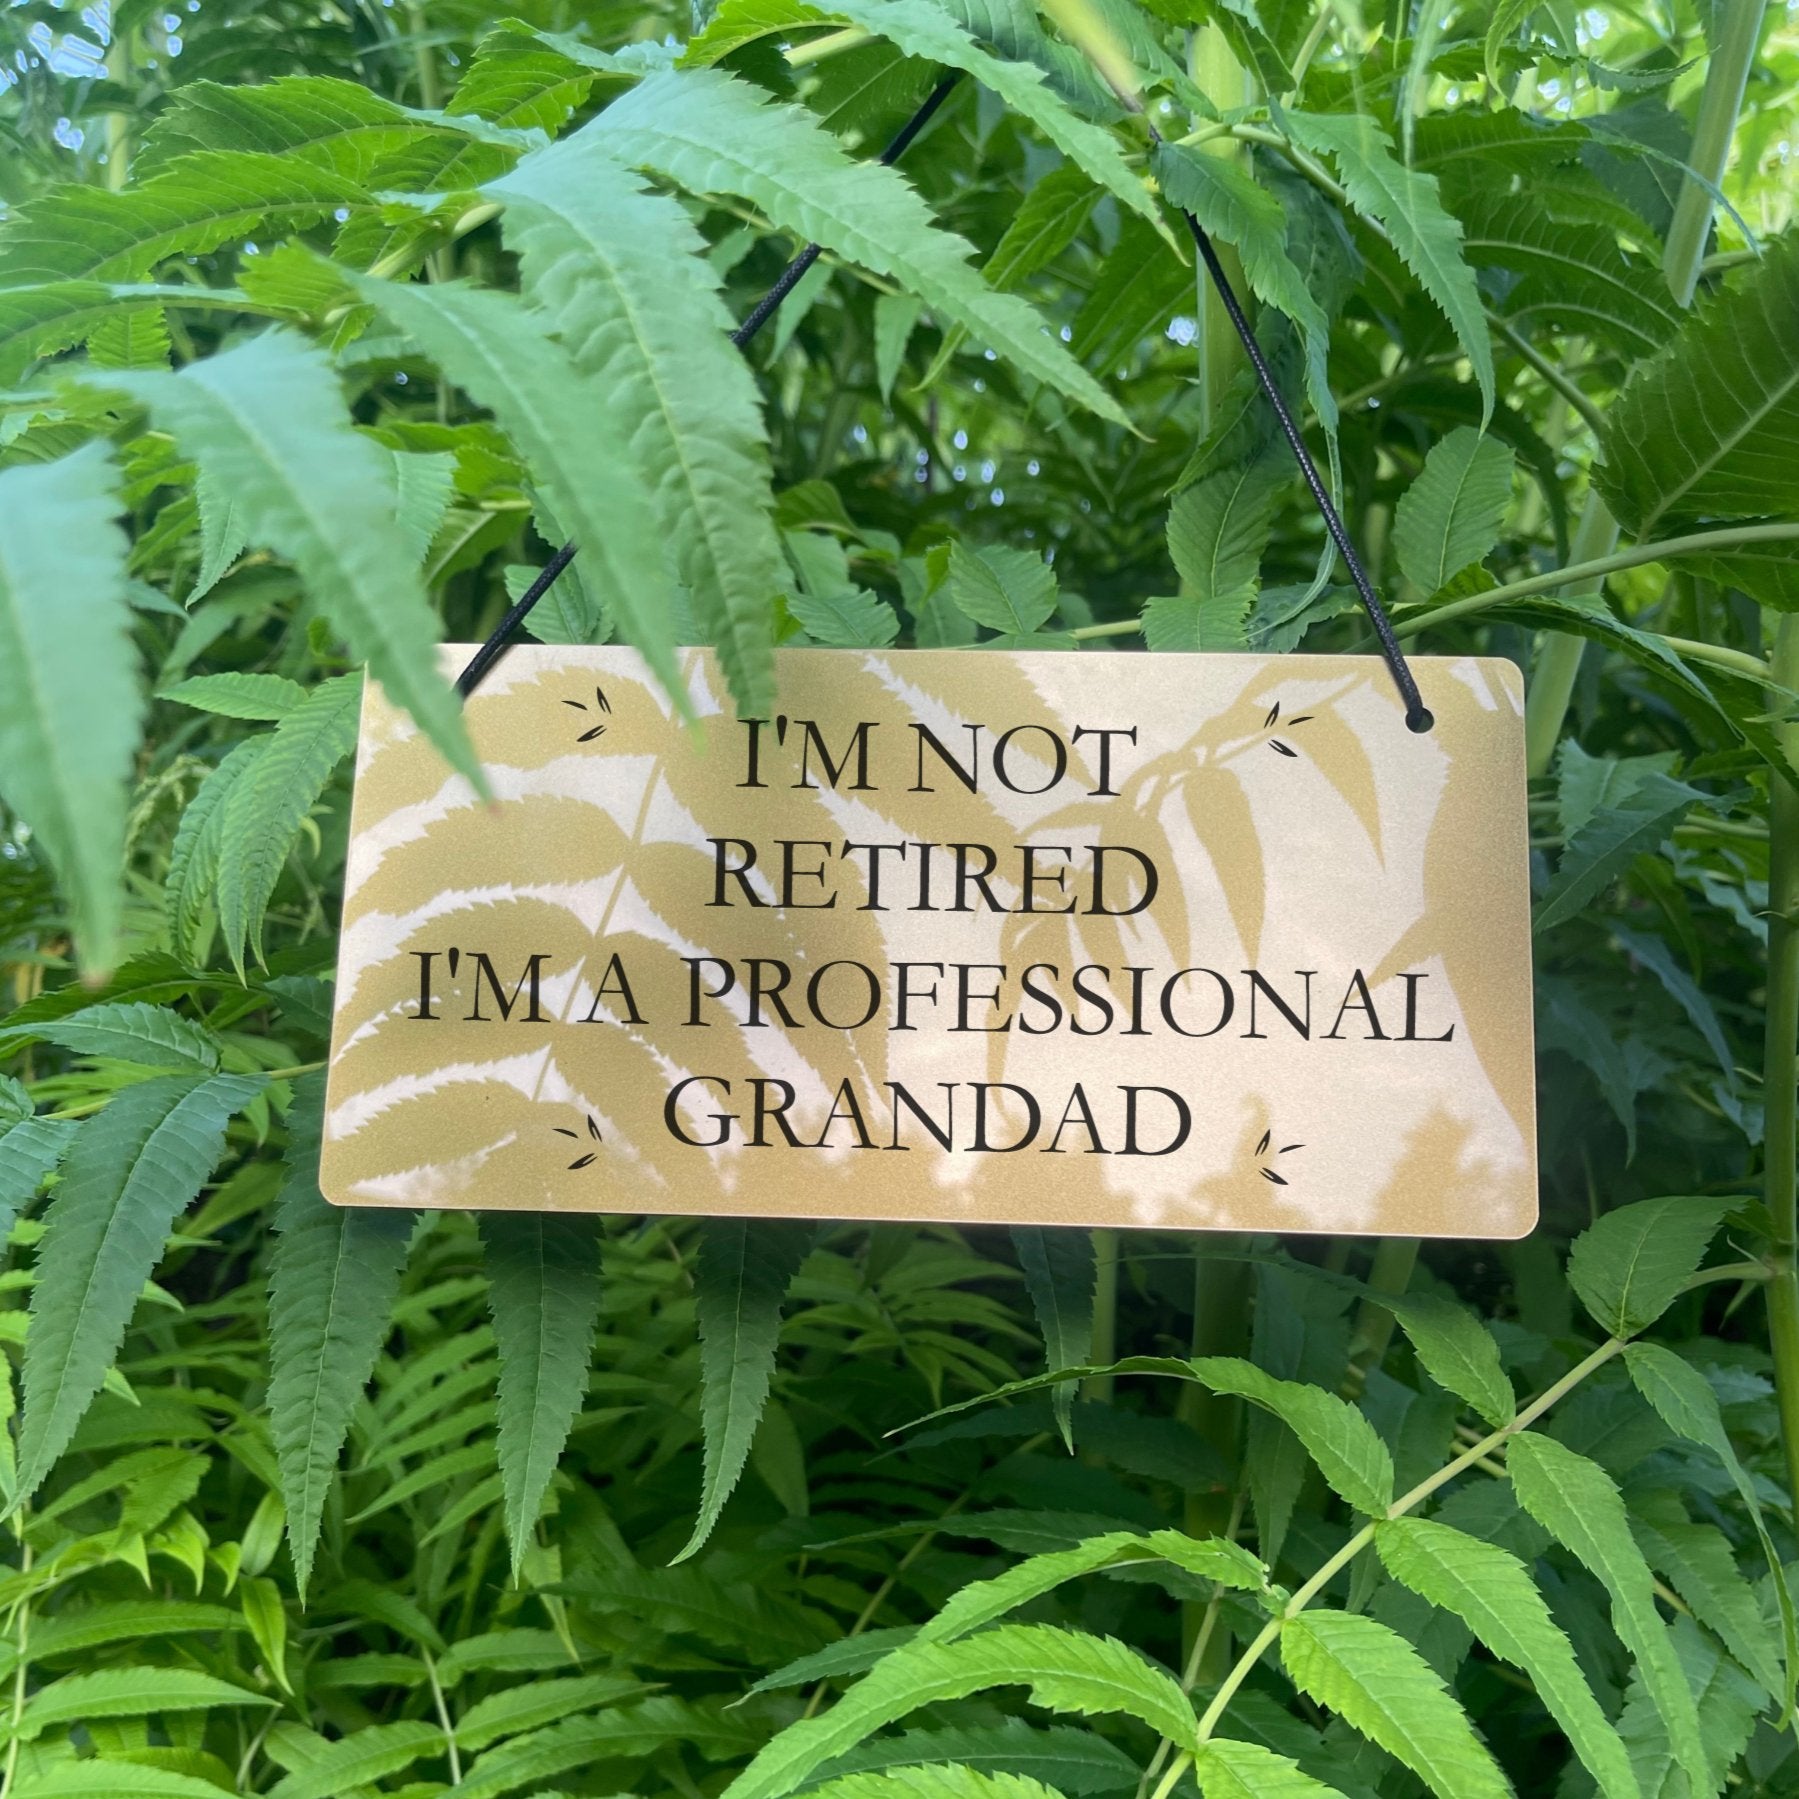 I'M NOT
RETIRED
I'M A PROFESSIONAL
GRANDAD